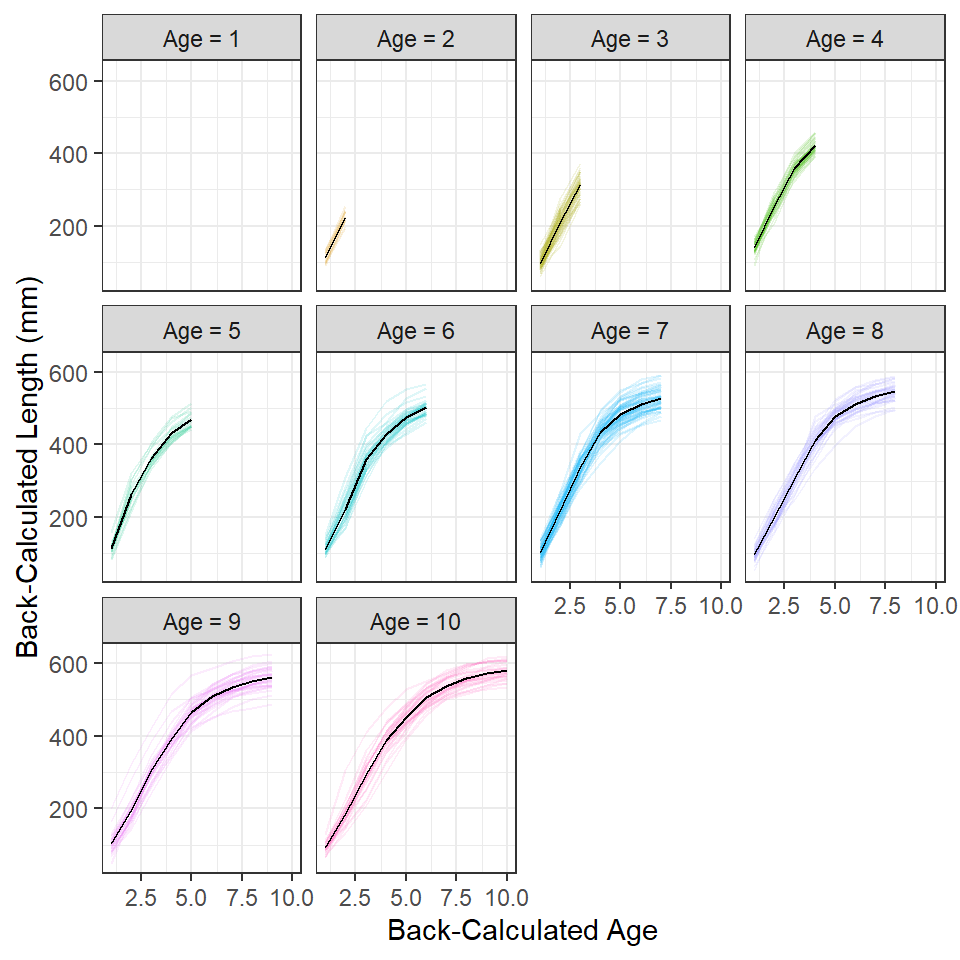 Age = 1 Age = 2 Age = 3 Age = 4
600
400
200
Age = 5 Age = 6 Age = 7 Age = 8
600
400
200
2.5 5.0 7.5 10.0 2.5 5.0 7.5 10.0
Age = 9 Age = 10
600
400
200
2.5 5.0 7.5 10.0 2.5 5.0 7.5 10.0
Back-Calculated Age
Back-Calculated Length (mm)